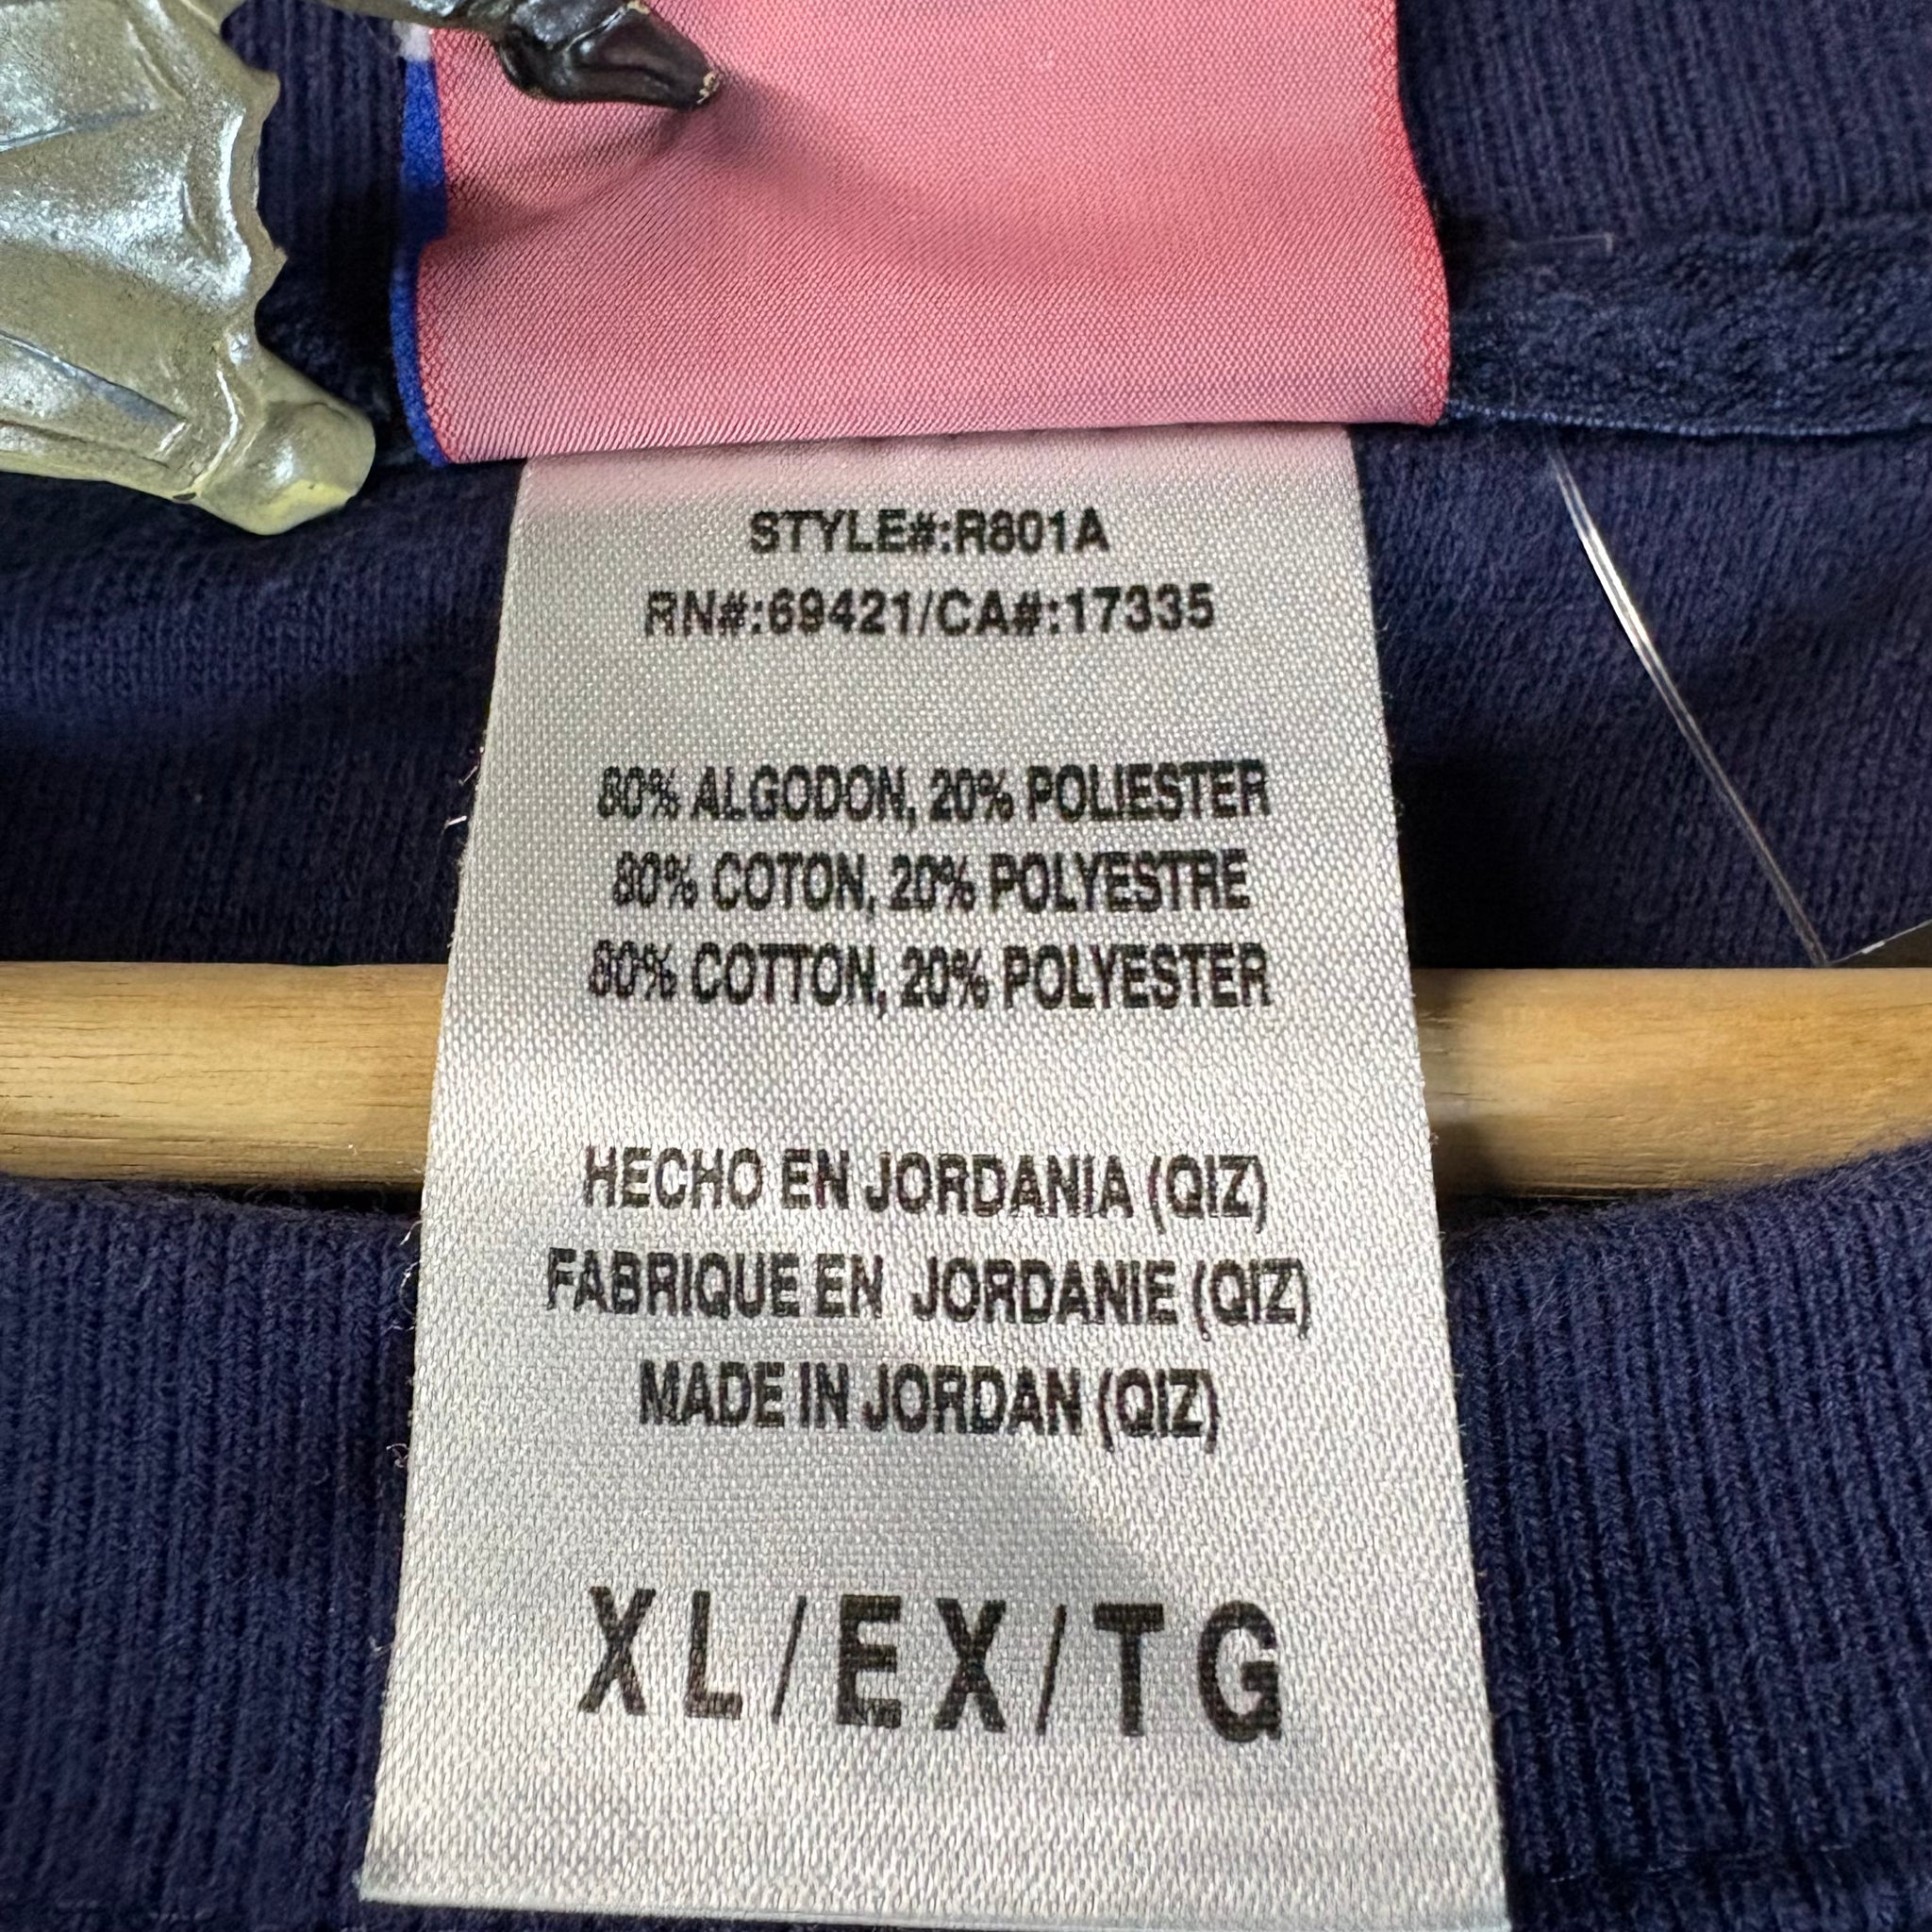 STYLE#:R801A
RN#:69421/CA#:17335
80% ALGODON, 20% POLIESTER
80% COTON, 20% POLYESTRE
80% COTTON, 20% POLYESTER
HECHO EN JORDANIA (QIZ)
FABRIQUE EN JORDANIE (QIZ)
MADE IN JORDAN (QIZ)
XL/EX/TG